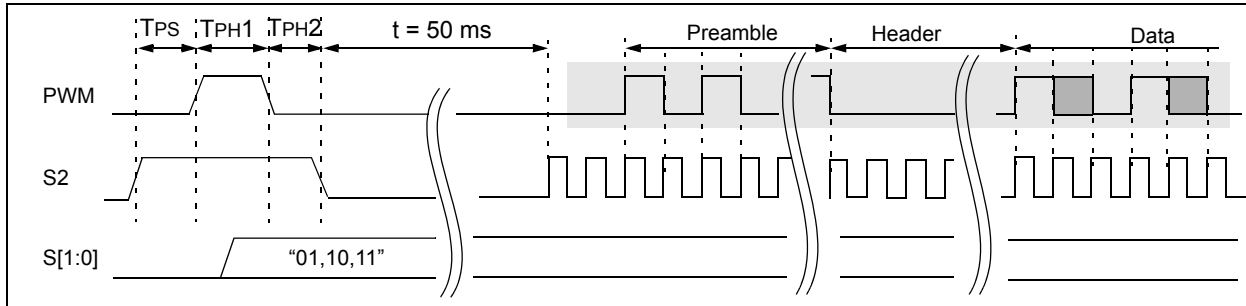 TPS TPH1 TPH2 t = 50 ms Preamble Header Data
PWM
S2
S[1:0] “01,10,11”